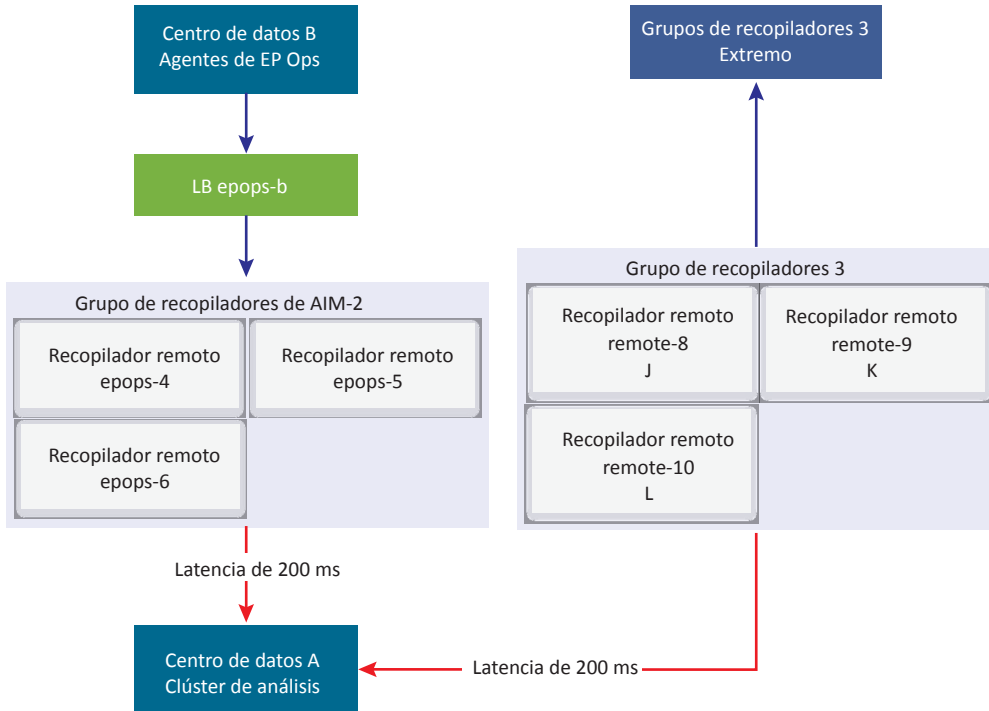 Centro de datos B
Agentes de EP Ops
LB epops-b
Grupo de recopiladores de AIM-2
Recopilador remoto
epops-4
Recopilador remoto
epops-5
Recopilador remoto
epops-6
Latencia de 200 ms
Centro de datos A
Clúster de análisis
Grupos de recopiladores 3
Extremo
Grupo de recopiladores 3
Recopilador remoto
remote-8
J
Recopilador remoto
remote-9
K
Recopilador remoto
remote-10
L
Latencia de 200 ms